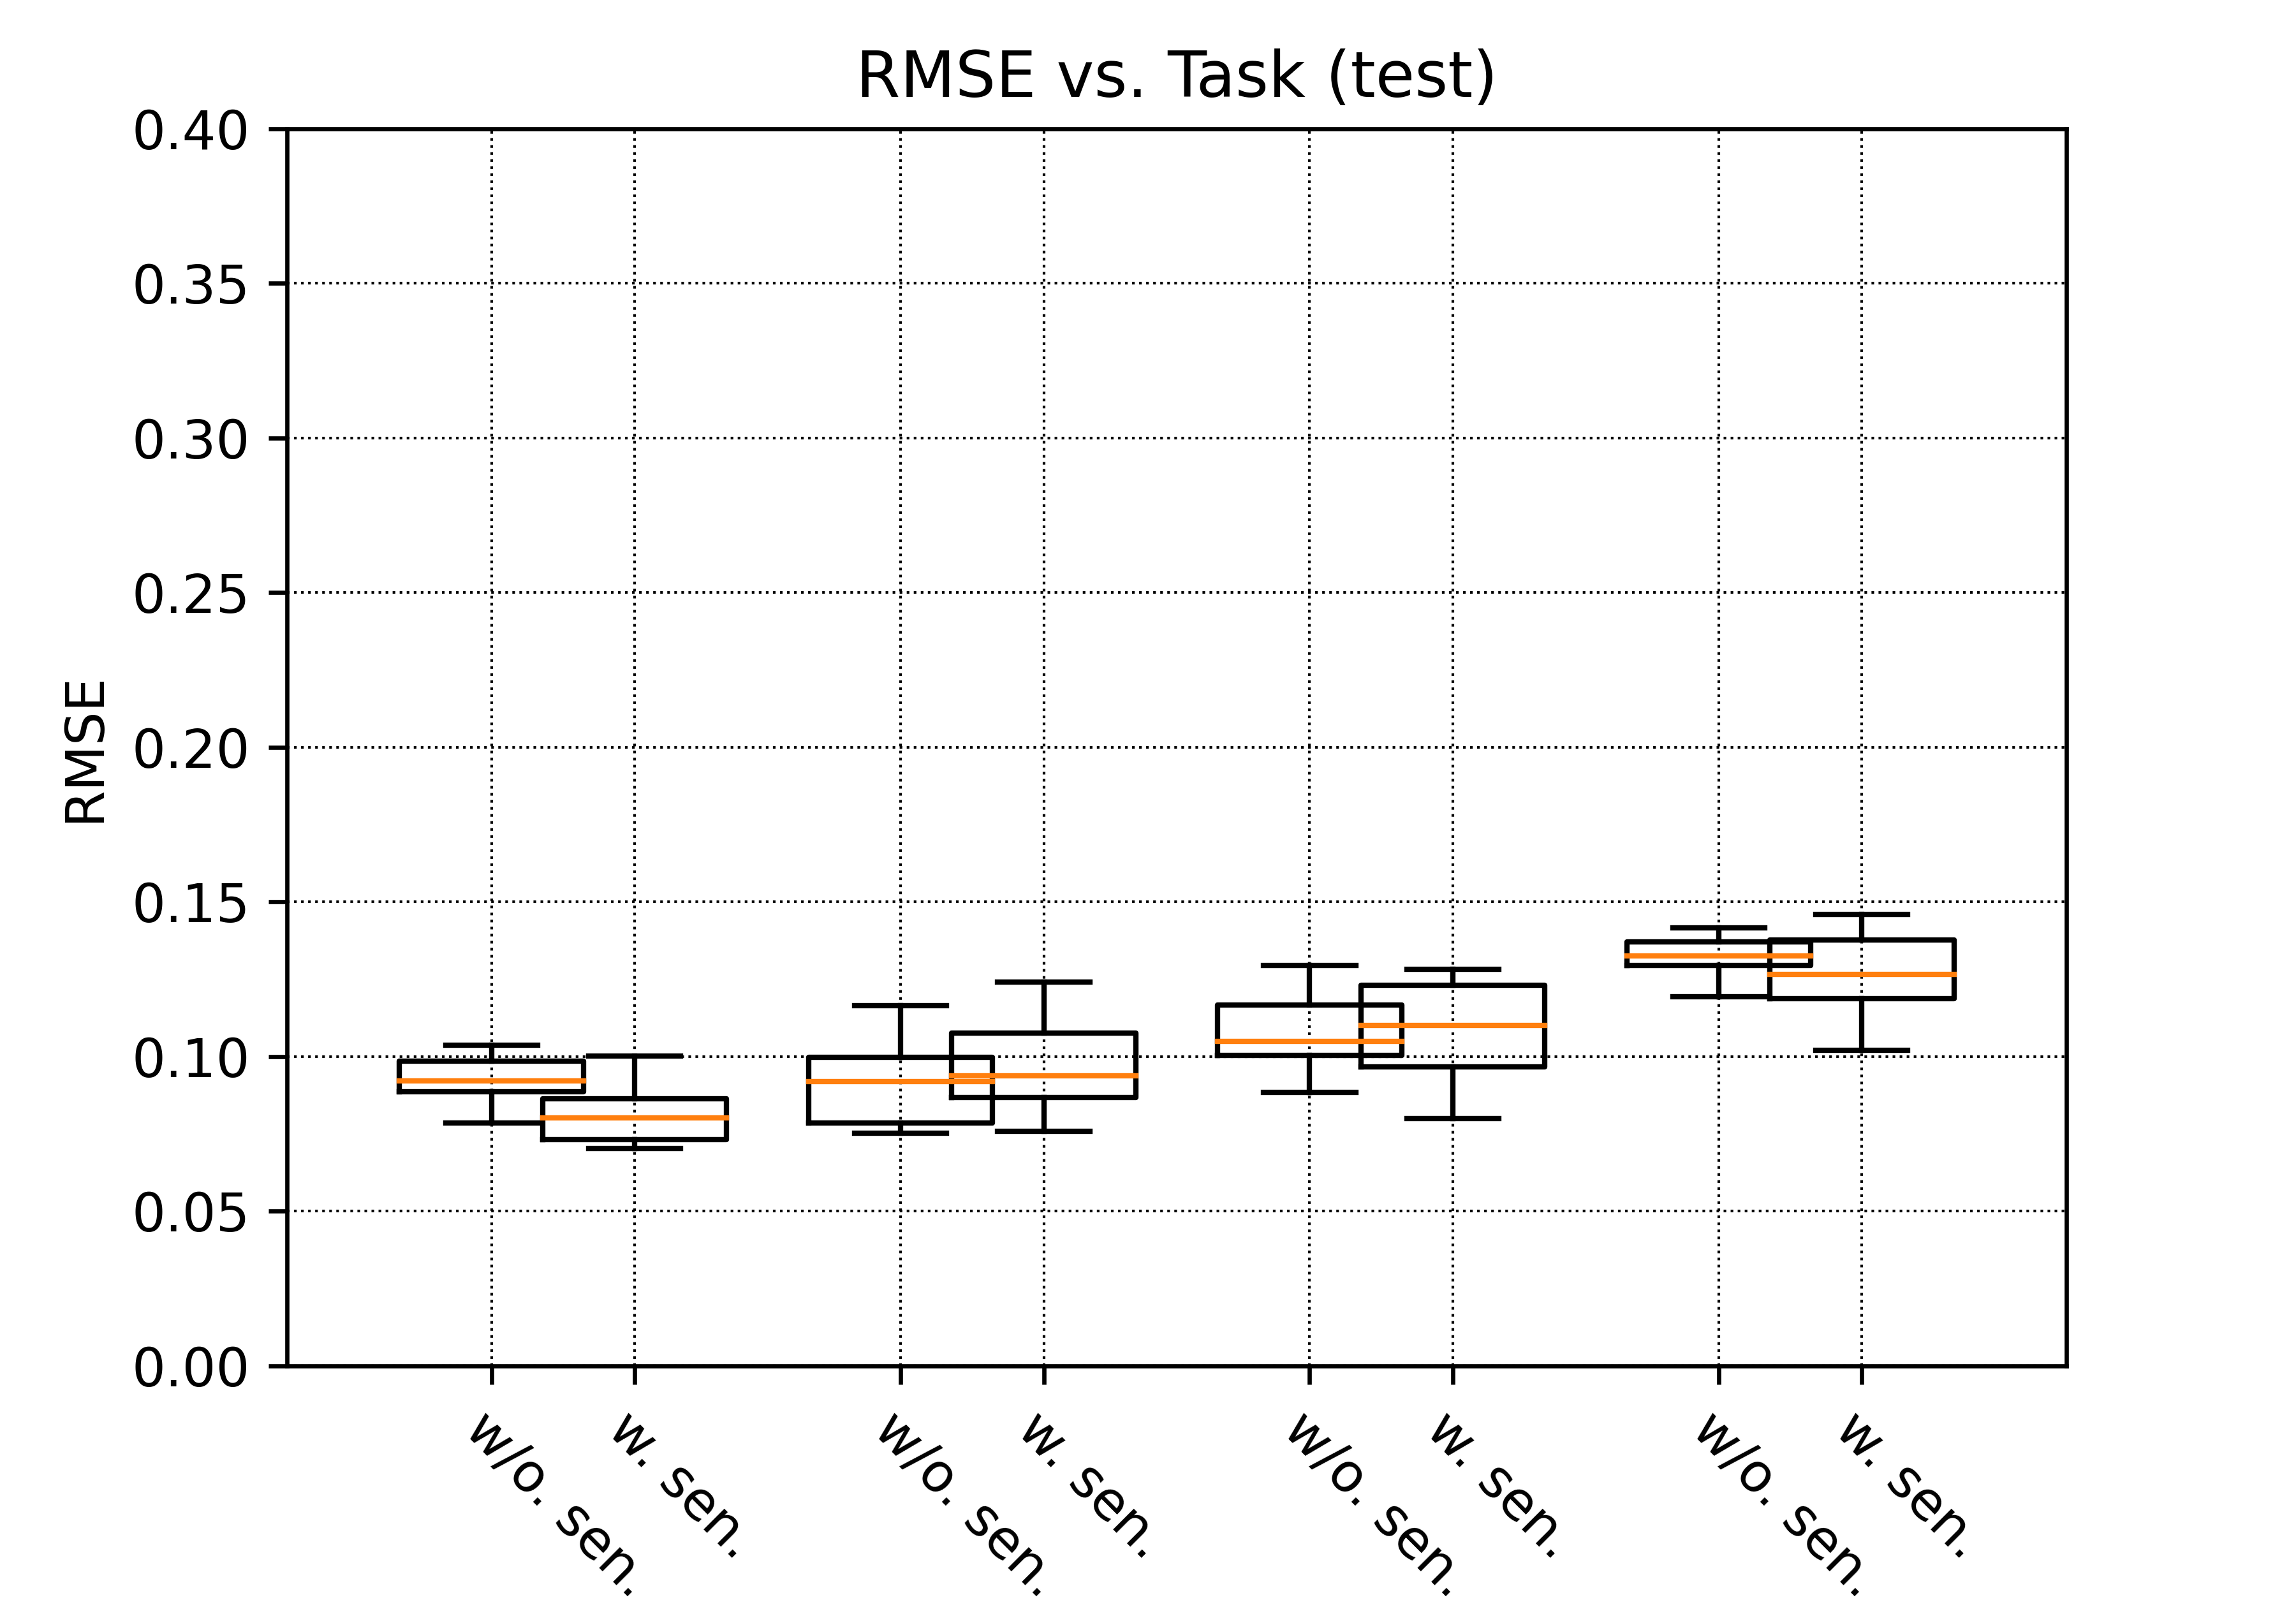 RMSE vs. Task (test)
0.40
0.35
0.30
0.25
0.20
0.15
0.10
0.05
0.00
RMSE
w/o. sen.
w. sen.
w/o. sen.
w. sen.
w/o. sen.
w. sen.
w/o. sen.
w. sen.